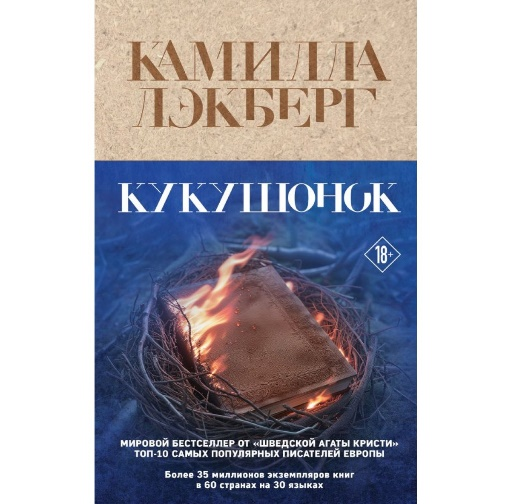 КАМИЛЛА
ЛЭКБЕРГ
КУКУШОНОК
18+
МИРОВОЙ БЕСТСЕЛЛЕР ОТ «ШВЕДСКОЙ АГАТЫ КРИСТИ»
ТОП-10 САМЫХ ПОПУЛЯРНЫХ ПИСАТЕЛЕЙ ЕВРОПЫ
Более 35 миллионов экземпляров книг
в 60 странах на 30 языках